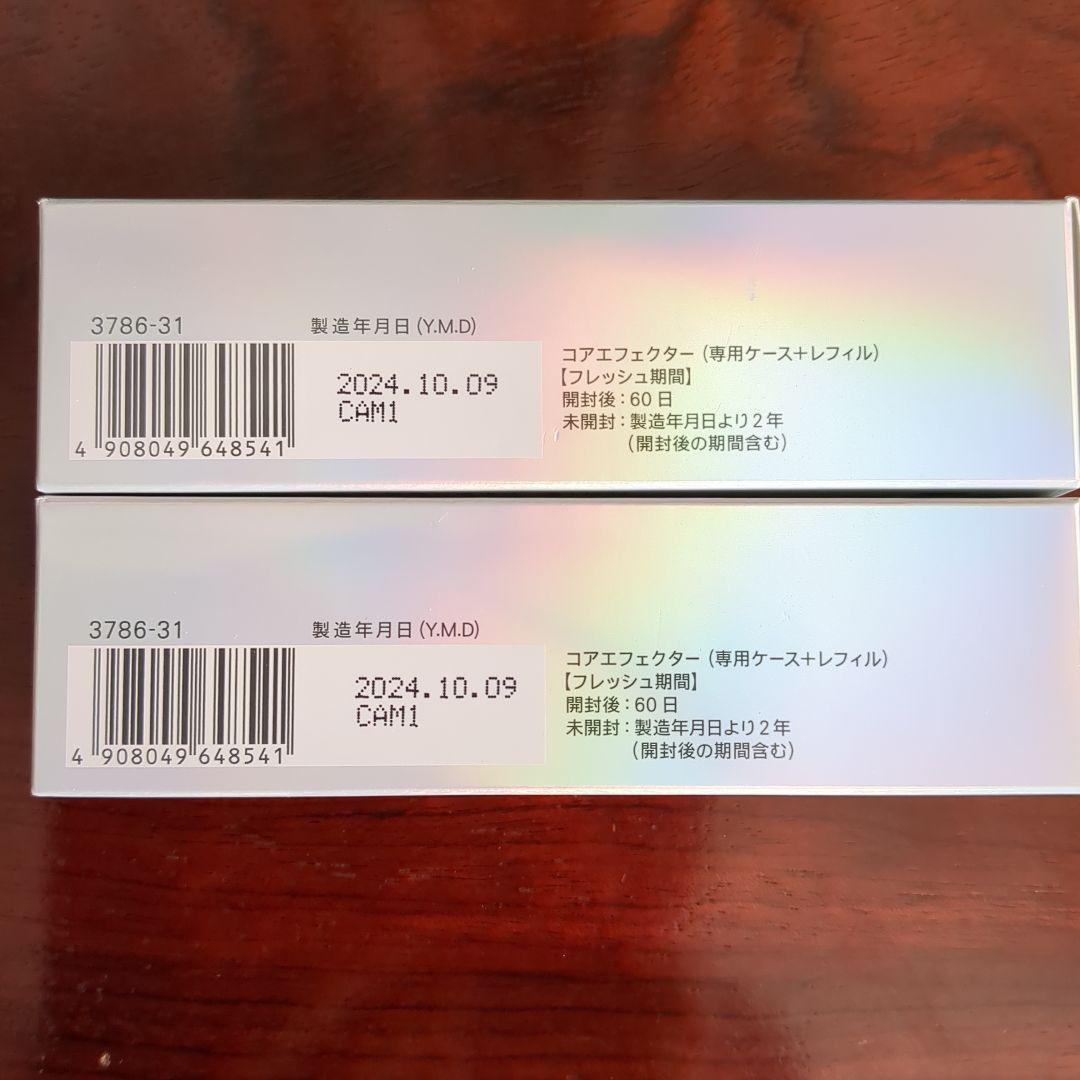 3786-31
製造年月日(Y.M.D)
2024.10.09
CAM1
4 908049 648541
コアエフェクター(専用ケース+レフィル)
【フレッシュ期間】
開封後:60日
未開封:製造年月日より2年
(開封後の期間含む)
3786-31
製造年月日(Y.M.D)
2024.10.09
CAM1
4 908049 648541
コアエフェクター(専用ケース+レフィル)
【フレッシュ期間】
開封後:60日
未開封:製造年月日より2年
(開封後の期間含む)